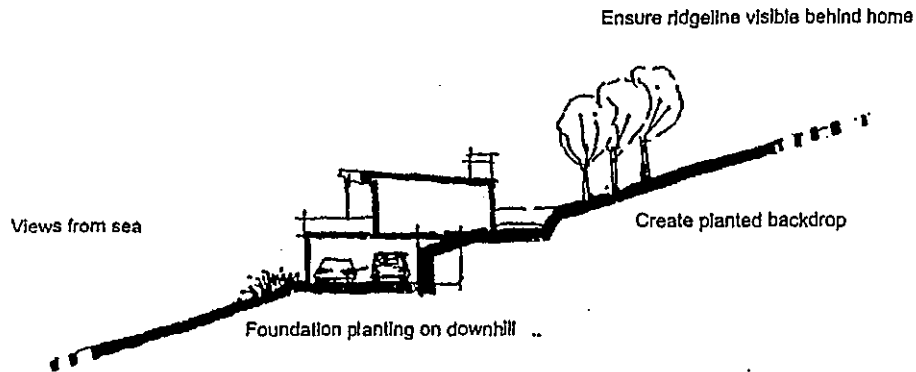 Ensure ridgeline visible behind home
Views from sea
Create planted backdrop
Foundation planting on downhill ..